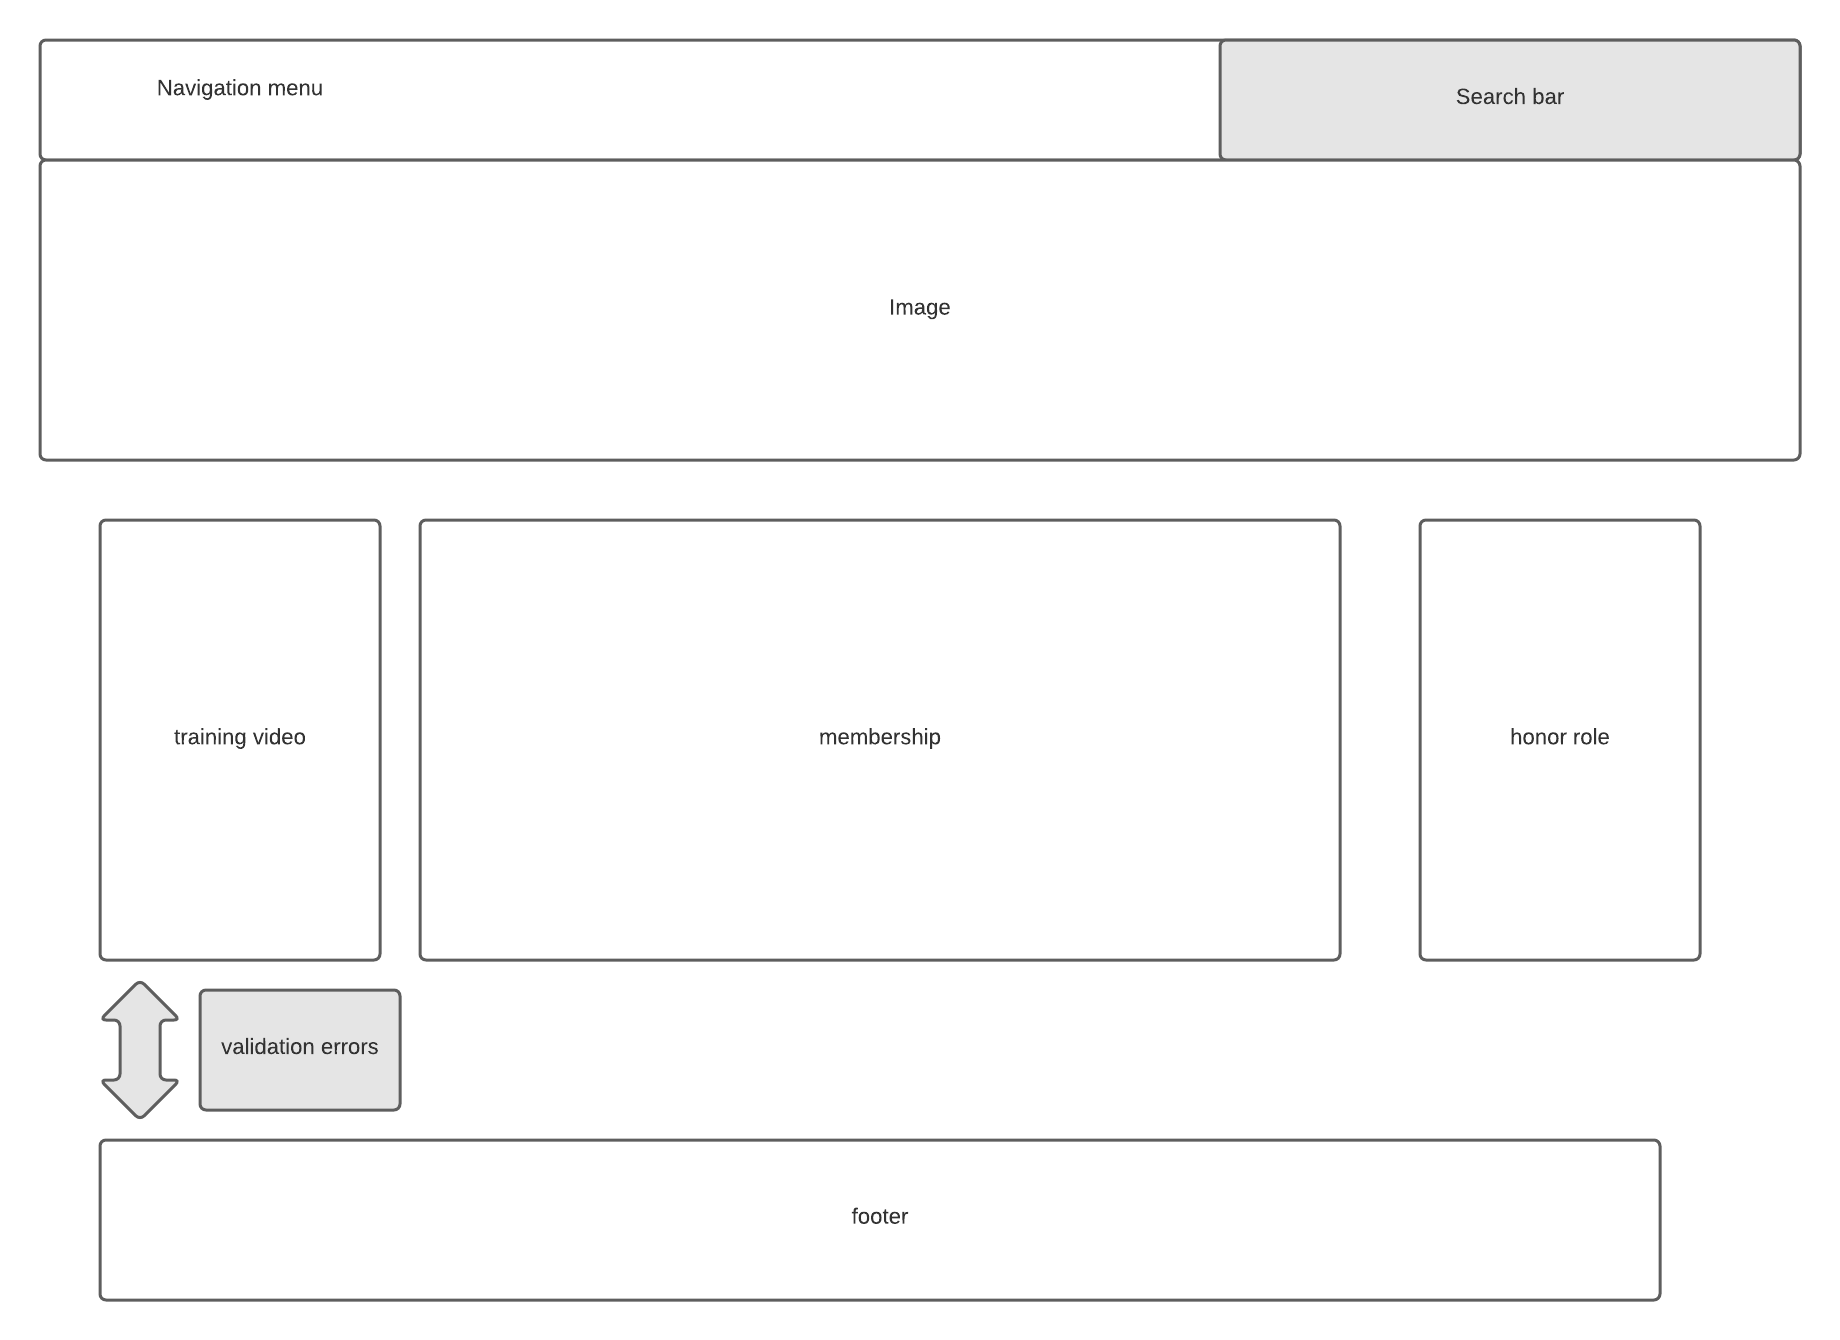 Navigation menu
Search bar
Image
training video
membership
honor role
validation errors
footer